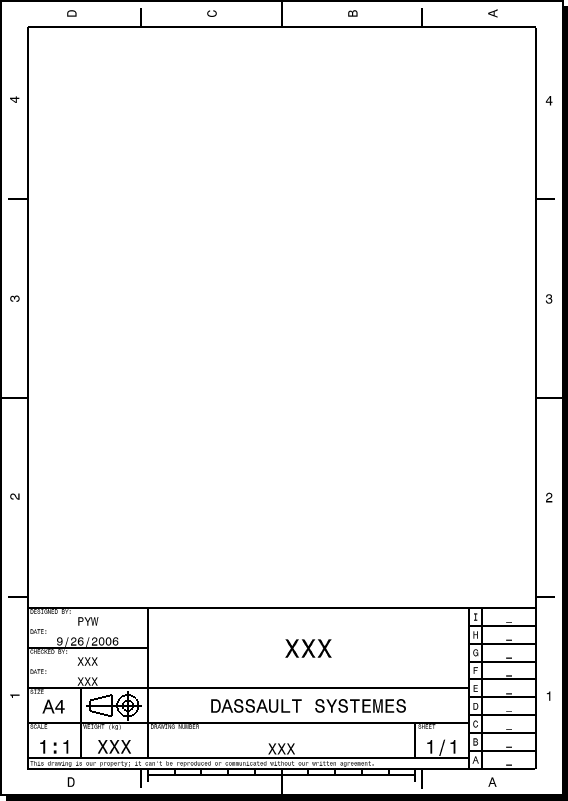 D C B A
4 4
3 3
2 2
DESIGNED BY:
PYW
DATE:
9/26/2006
CHECKED BY:
XXX
DATE:
XXX
XXX
I _
H _
G _
F _
E _
D _
C _
B _
A _
1 1
SIZE
A4
DASSAULT SYSTEMES
SCALE
1:1
WEIGHT (kg)
XXX
DRAWING NUMBER
XXX
SHEET
1/1
This drawing is our property; it can't be reproduced or communicated without our written agreement.
D A